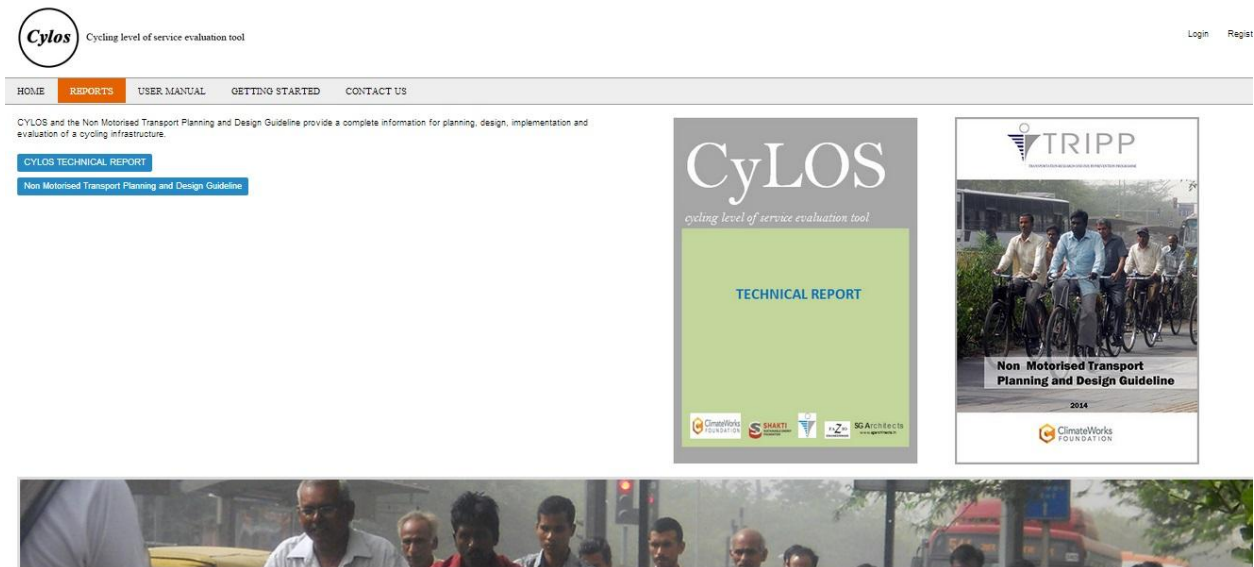 Cylos
Cycling level of service evaluation tool
Login Regist
HOME REPORTS USER MANUAL GETTING STARTED CONTACT US
CYLOS and the Non Motorised Transport Planning and Design Guideline provide a complete information for planning, design, implementation and
evaluation of a cycling infrastructure.
CYLOS TECHNICAL REPORT
Non Motorised Transport Planning and Design Guideline
CyLOS
cycling level of service evaluation tool
TECHNICAL REPORT
ClimateWorks
FOUNDATION
SHAKTI
SGArchitects
TRIPP
Non Motorised Transport
Planning and Design Guideline
2014
ClimateWorks
FOUNDATION